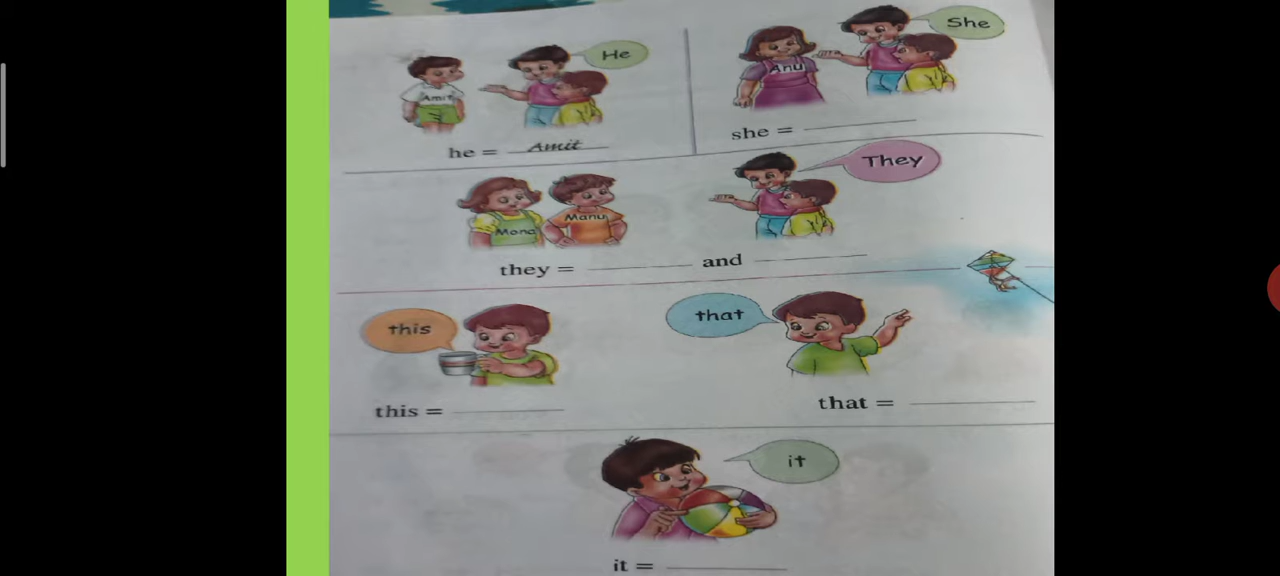 He
Amit
he = Amit
She
Anu
she =
They
Mona
Manu
they = and
this
this =
that
that =
it
it =